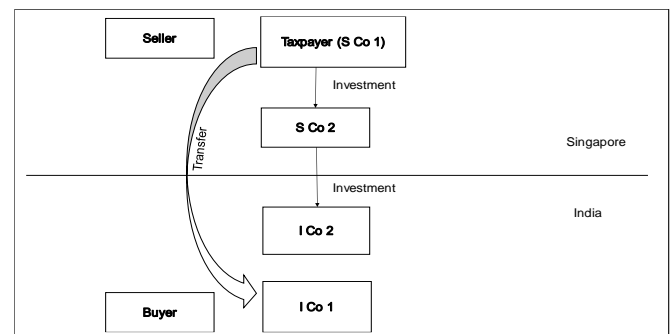 Seller
Taxpayer (S Co 1)
Investment
S Co 2
Transfer
Singapore
Investment
India
I Co 2
I Co 1
Buyer